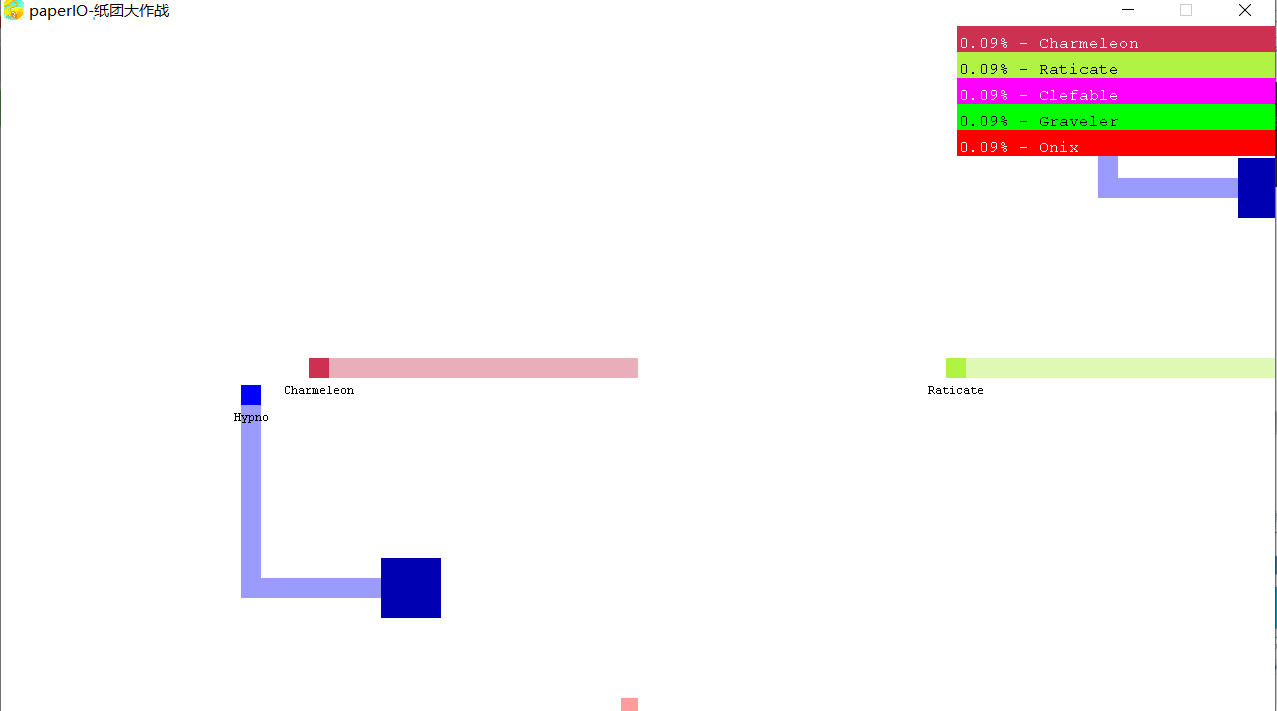 paperIO-纸团大作战
0.09% - Charmeleon
0.09% - Raticate
0.09% - Clefable
0.09% - Graveler
0.09% - Onix
Charmeleon
Raticate
Hypno